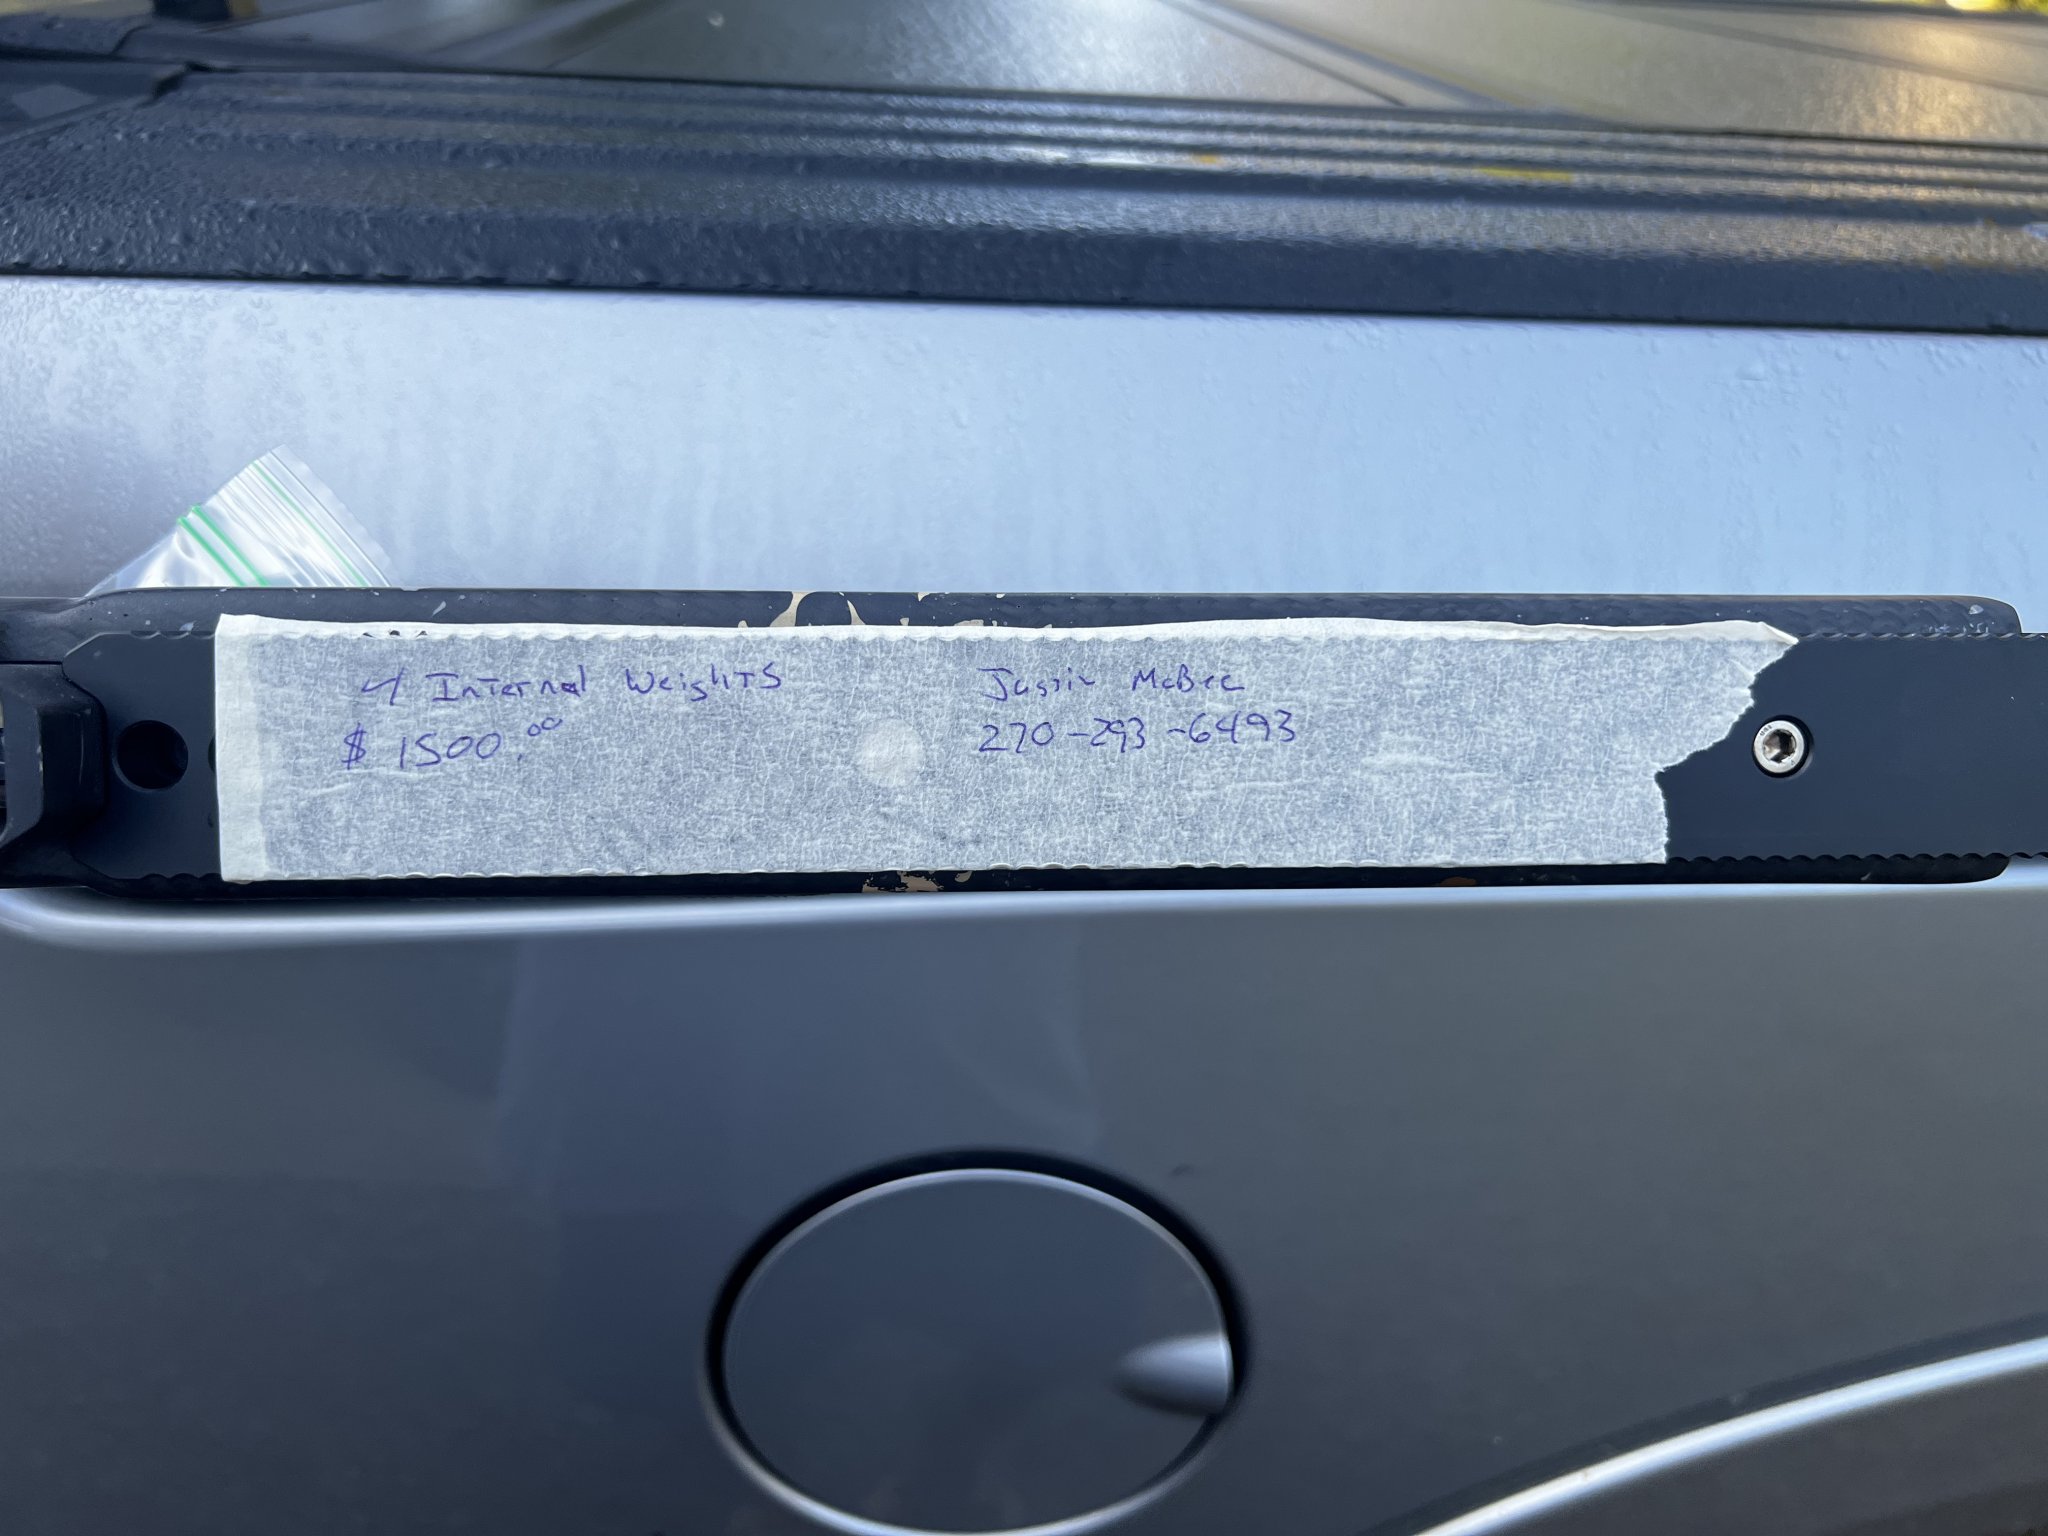 4 Internal Weights
$ 1500.00
Justin McBee
270-293-6493